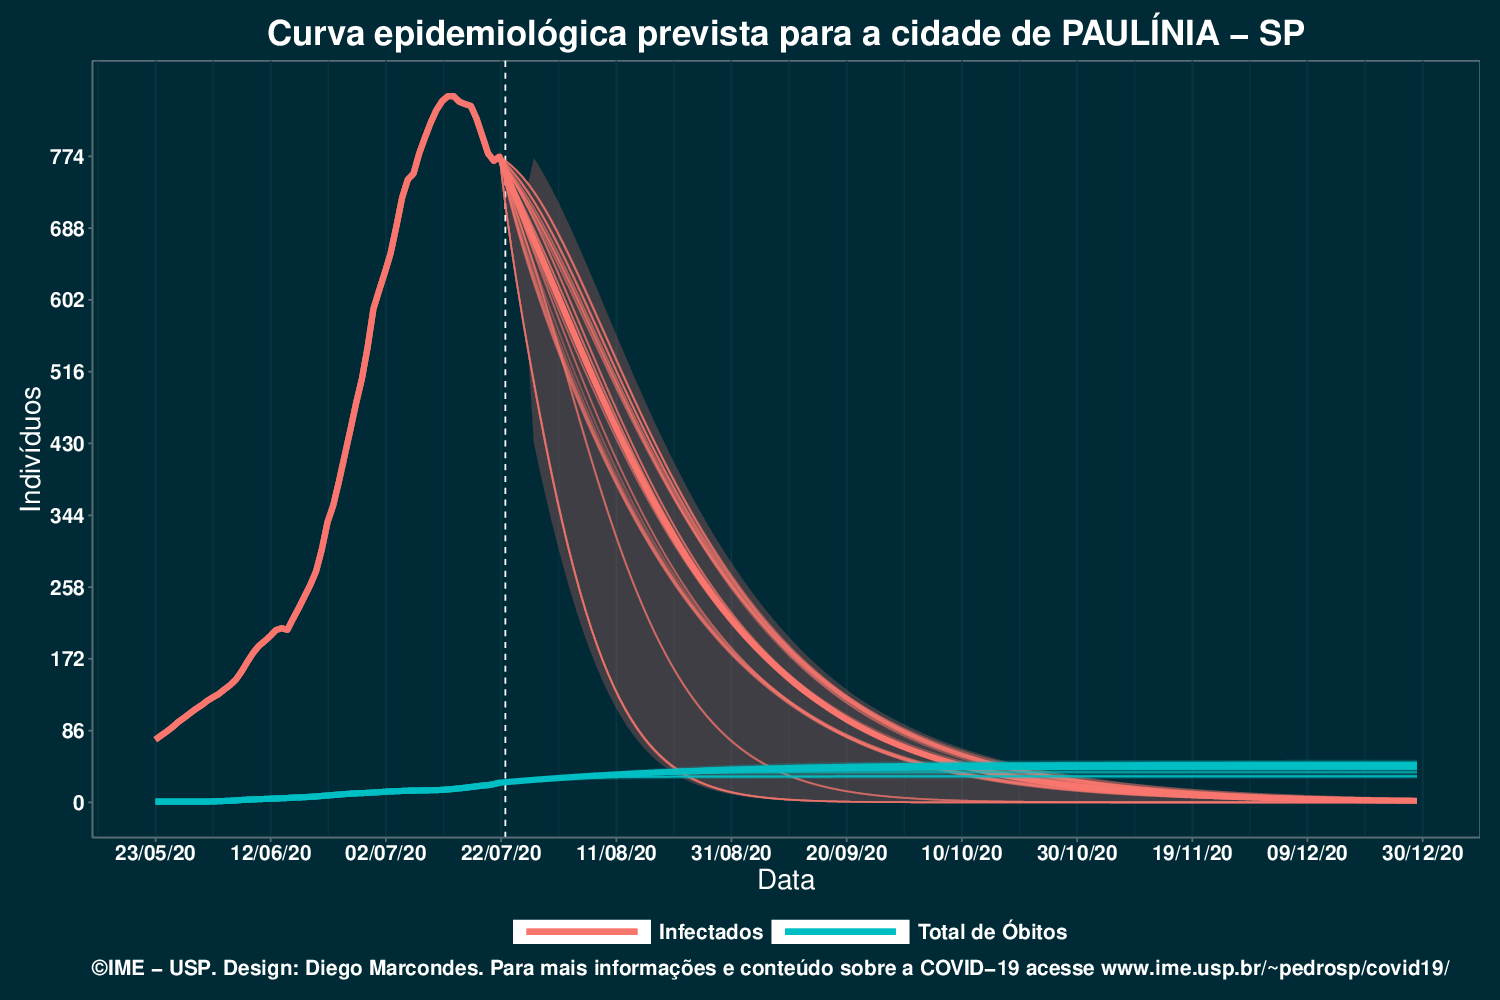 Curva epidemiológica prevista para a cidade de PAULÍNIA – SP
Indivíduos
774
688
602
516
430
344
258
172
86
0
23/05/20 12/06/20 02/07/20 22/07/20 11/08/20 31/08/20 20/09/20 10/10/20 30/10/20 19/11/20 09/12/20 30/12/20
Data
Infectados Total de Óbitos
©IME – USP. Design: Diego Marcondes. Para mais informações e conteúdo sobre a COVID–19 acesse www.ime.usp.br/~pedrosp/covid19/